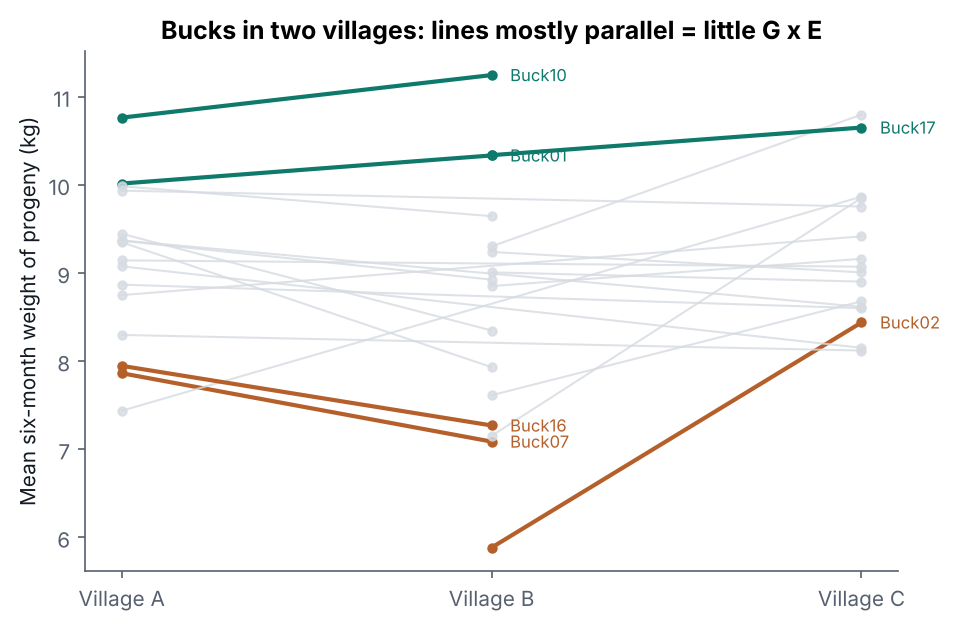 Bucks in two villages: lines mostly parallel = little G x E
Mean six-month weight of progeny (kg)
11
10
9
8
7
6
Buck10
Buck01
Buck17
Buck02
Buck16
Buck07
Village A
Village B
Village C